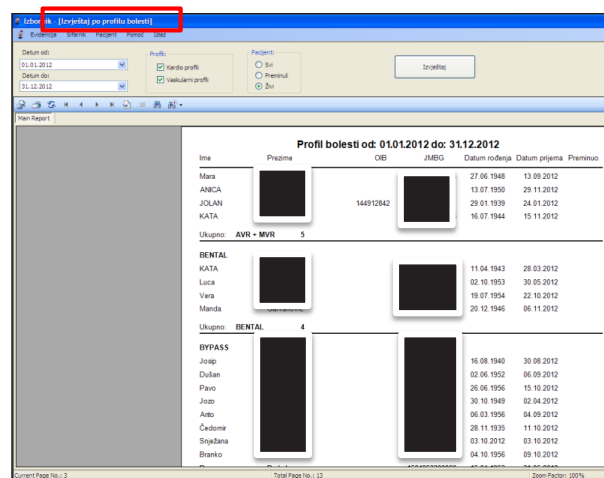 Izbornik - [Izvještaj po profilu bolesti]
Evidencija Šifarnik Pacijent Pomoć Izlaz
Datum od: Profili: Pacijent:
01.01.2012 Kardio profili Svi Izvještaj
Datum do: Vaskularni profili Preminuli
31.12.2012 Živi
Main Report
Profil bolesti od: 01.01.2012 do: 31.12.2012
Ime Prezime OIB JMBG Datum rođenja Datum prijema Preminuo
Mara 27.06.1948 13.09.2012
ANICA 13.07.1950 29.11.2012
JOLAN 144912842 29.01.1939 24.01.2012
KATA 16.07.1944 15.11.2012
Ukupno: AVR + MVR 5
BENTAL
KATA 11.04.1943 28.03.2012
Luca 02.10.1953 30.05.2012
Vera 19.07.1954 22.10.2012
Manda 20.12.1946 06.11.2012
Ukupno: BENTAL 4
BYPASS
Josip 16.08.1940 30.08.2012
Dušan 02.06.1952 06.09.2012
Pavo 26.06.1956 15.10.2012
Jozo 30.10.1949 02.04.2012
Anto 06.03.1956 04.09.2012
Čedomir 28.11.1935 11.10.2012
Snježana 03.10.2012 03.10.2012
Branko 04.10.1956 09.10.2012
Current Page No.: 3 Total Page No.: 13 Zoom Factor: 100%